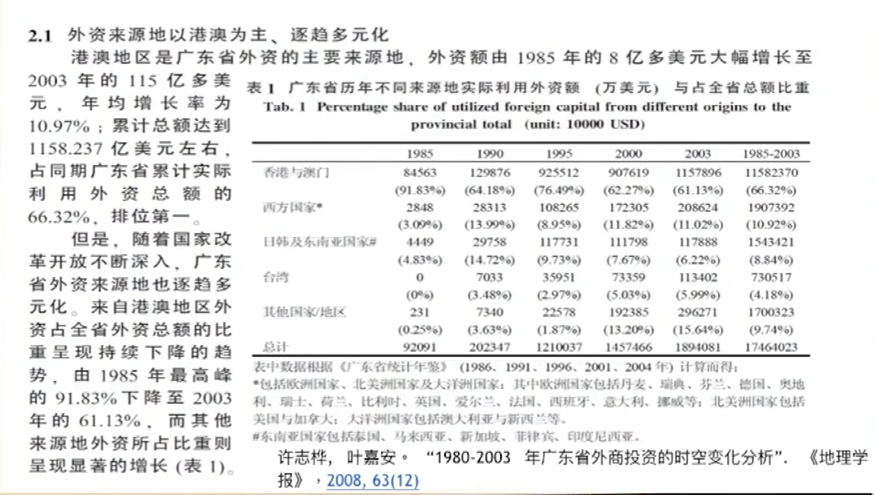 2.1 外资来源地以港澳为主、逐趋多元化
港澳地区是广东省外资的主要来源地，外资额由 1985 年的 8 亿多美元大幅增长至
2003 年的 115 亿多美
元，年均增长率为
10.97%；累计总额达到
1158.237 亿美元左右，
占同期广东省累计实际
利用外资总额的
66.32%，排位第一。
但是，随着国家改
革开放不断深入，广东
省外资来源地也逐趋多
元化。来自港澳地区外
资占全省外资总额的比
重呈现持续下降的趋
势，由 1985 年最高峰
的 91.83%下降至 2003
年的 61.13%，而其他
来源地外资所占比重则
呈现显著的增长 (表 1)。
表 1 广东省历年不同来源地实际利用外资额 (万美元) 与占全省总额比重
Tab. 1 Percentage share of utilized foreign capital from different origins to the
provincial total (unit: 10000 USD)
1985 1990 1995 2000 2003 1985-2003
香港与澳门 84563 129876 925512 907619 1157896 11582370
(91.83%) (64.18%) (76.49%) (62.27%) (61.13%) (66.32%)
西方国家* 2848 28313 108265 172305 208624 1907392
(3.09%) (13.99%) (8.95%) (11.82%) (11.02%) (10.92%)
日韩及东南亚国家# 4449 29758 117731 111798 117888 1543421
(4.83%) (14.72%) (9.73%) (7.67%) (6.22%) (8.84%)
台湾 0 7033 35951 73359 113402 730517
(0%) (3.48%) (2.97%) (5.03%) (5.99%) (4.18%)
其他国家/地区 231 7340 22578 192385 296271 1700323
(0.25%) (3.63%) (1.87%) (13.20%) (15.64%) (9.74%)
总计 92091 202347 1210037 1457466 1894081 17464023
表中数据根据《广东省统计年鉴》 (1986、1991、1996、2001、2004 年) 计算而得；
*包括欧洲国家、北美洲国家及大洋洲国家；其中欧洲国家包括丹麦、瑞典、芬兰、德国、奥地
利、瑞士、荷兰、比利时、英国、爱尔兰、法国、西班牙、意大利、挪威等；北美洲国家包括
美国与加拿大；大洋洲国家包括澳大利亚与新西兰等。
#东南亚国家包括泰国、马来西亚、新加坡、菲律宾、印度尼西亚。
许志桦，叶嘉安。 “1980-2003 年广东省外商投资的时空变化分析”. 《地理学
报》，2008, 63(12)